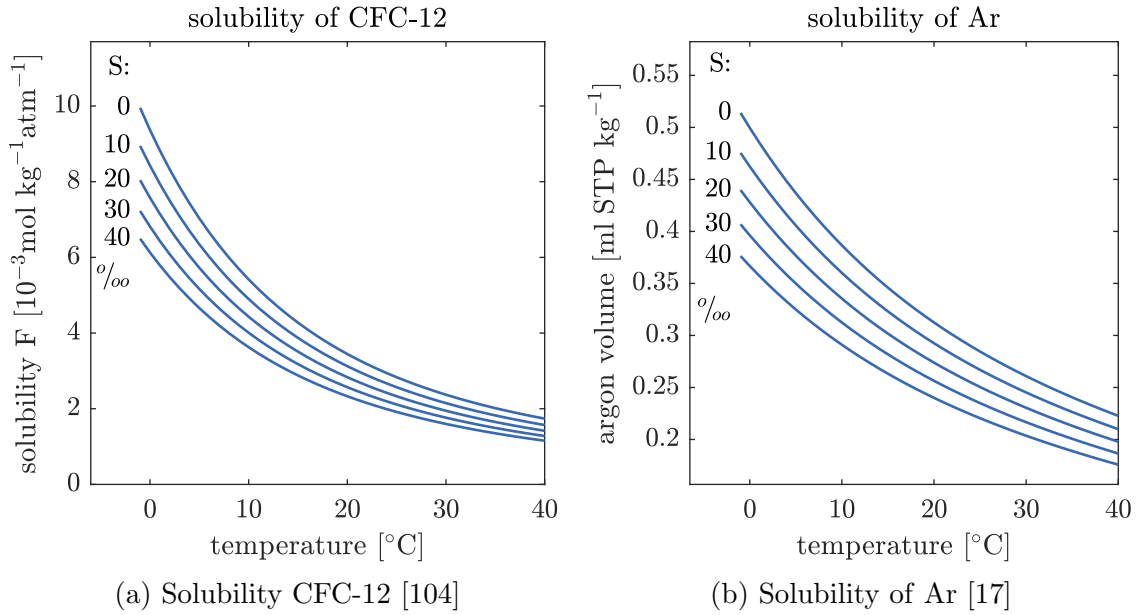 solubility of CFC-12
solubility F [10⁻³mol kg⁻¹atm⁻¹]
S:
0
10
20
30
40
o/oo
10
8
6
4
2
0
0 10 20 30 40
temperature [°C]
(a) Solubility CFC-12 [104]
solubility of Ar
argon volume [ml STP kg⁻¹]
S:
0
10
20
30
40
o/oo
0.55
0.5
0.45
0.4
0.35
0.3
0.25
0.2
0 10 20 30 40
temperature [°C]
(b) Solubility of Ar [17]